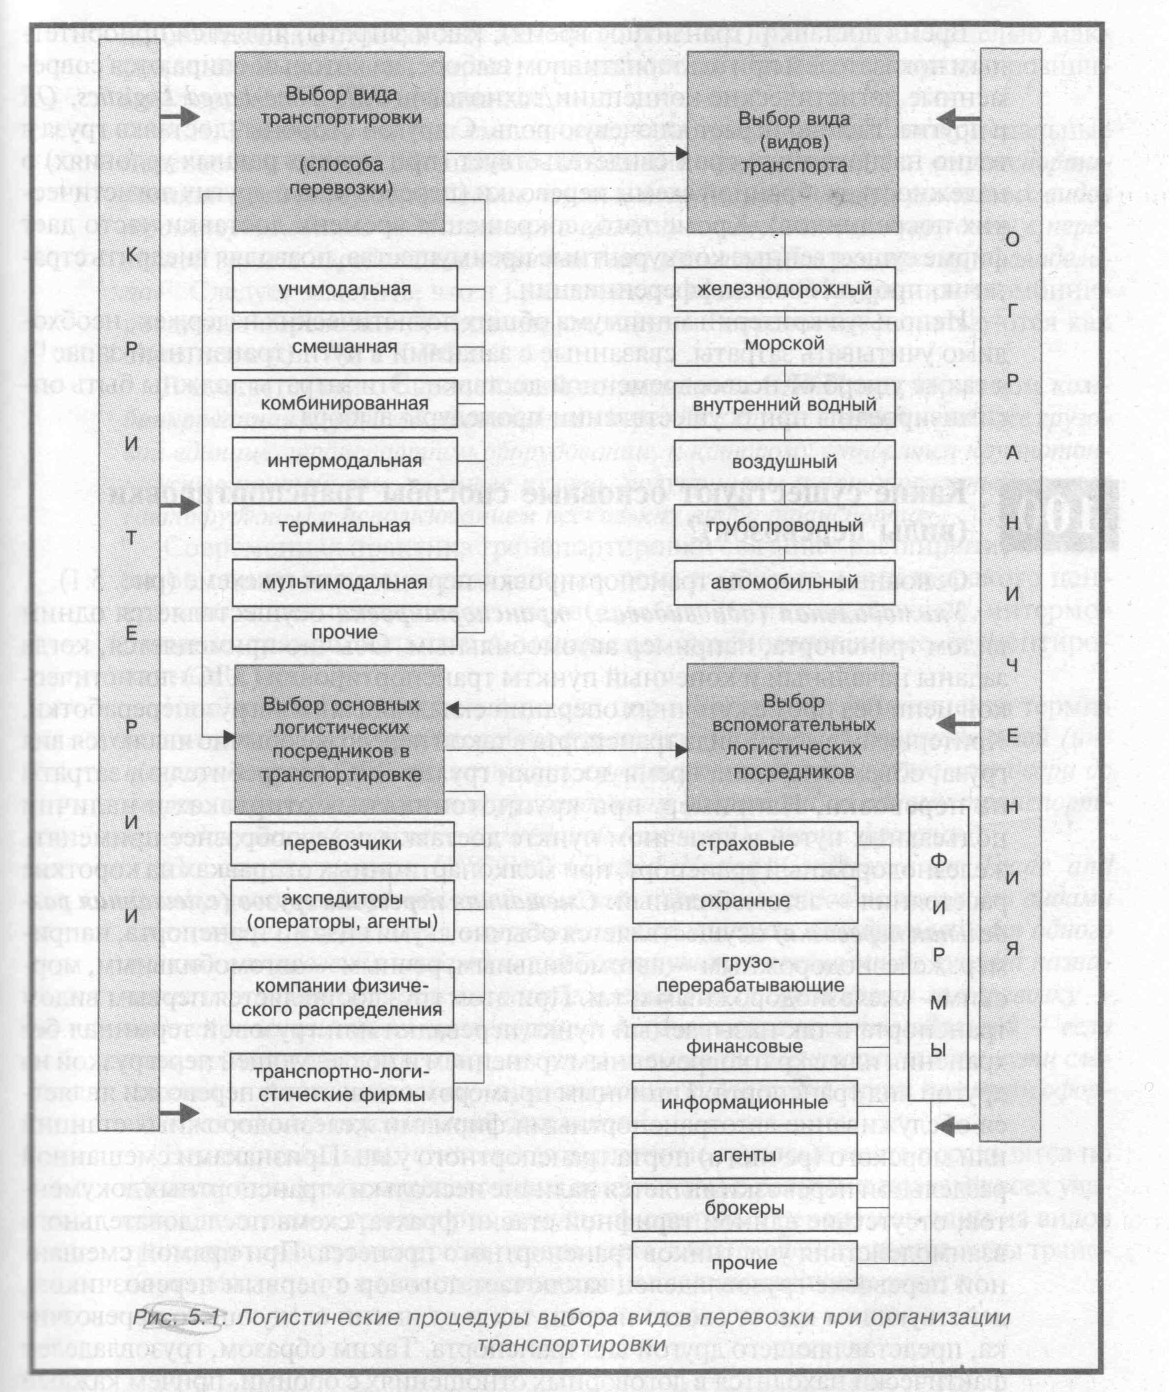 Выбор вида
транспортировки
(способа
перевозки)
Выбор вида
(видов)
транспорта
КРИТЕРИИ
ОГРАНИЧЕНИЯ
унимодальная
смешанная
комбинированная
интермодальная
терминальная
мультимодальная
прочие
железнодорожный
морской
внутренний водный
воздушный
трубопроводный
автомобильный
Выбор основных
логистических
посредников в
транспортировке
Выбор
вспомогательных
логистических
посредников
перевозчики
экспедиторы
(операторы, агенты)
компании физиче-
ского распределения
транспортно-логи-
стические фирмы
страховые
охранные
грузо-
перерабатывающие
финансовые
информационные
агенты
брокеры
прочие
ФИРМЫ
Рис. 5.1. Логистические процедуры выбора видов перевозки при организации
транспортировки